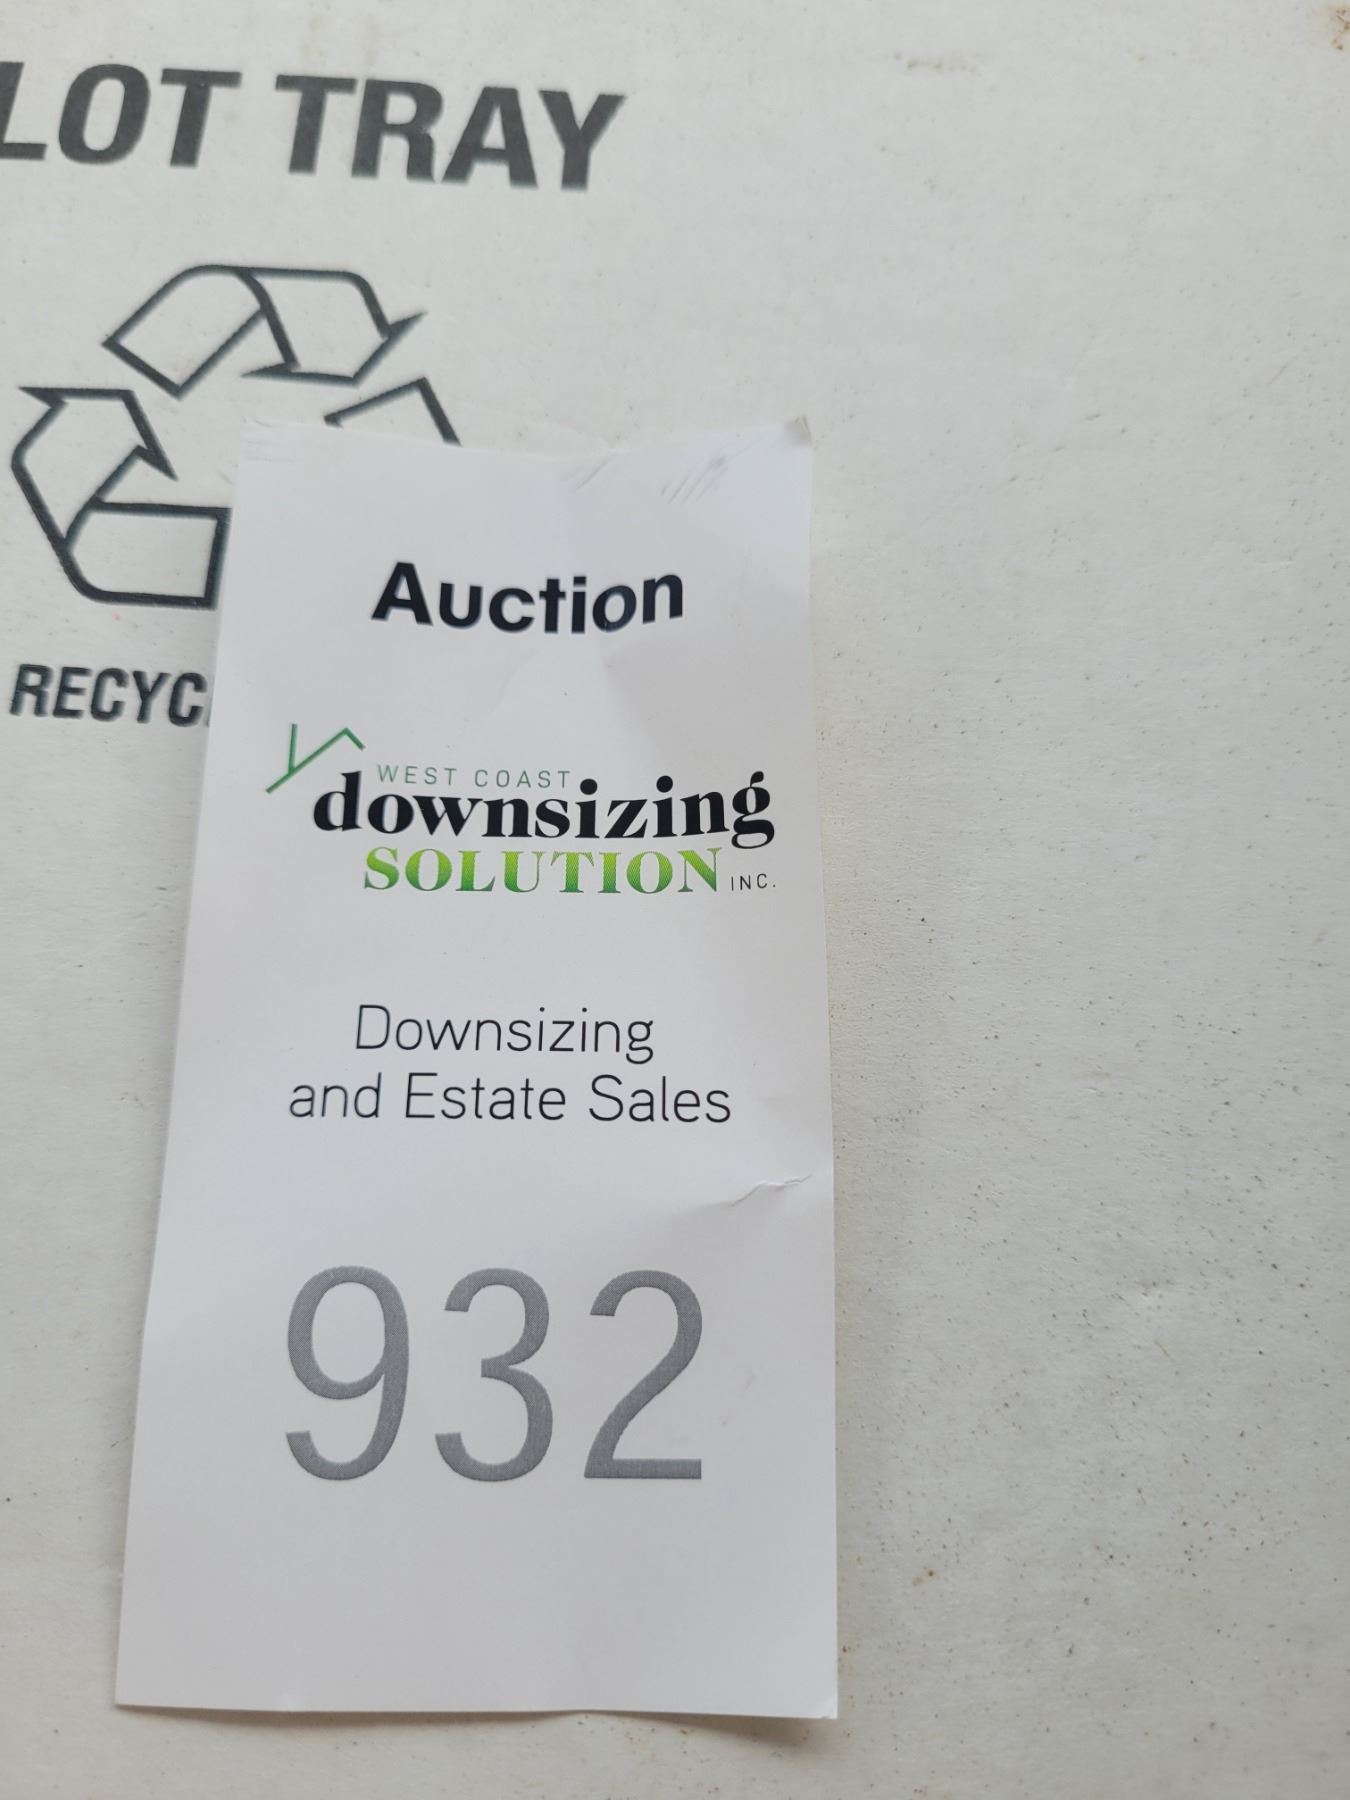 LOT TRAY
RECYC
Auction
WEST COAST
downsizing
SOLUTION INC.
Downsizing
and Estate Sales
932